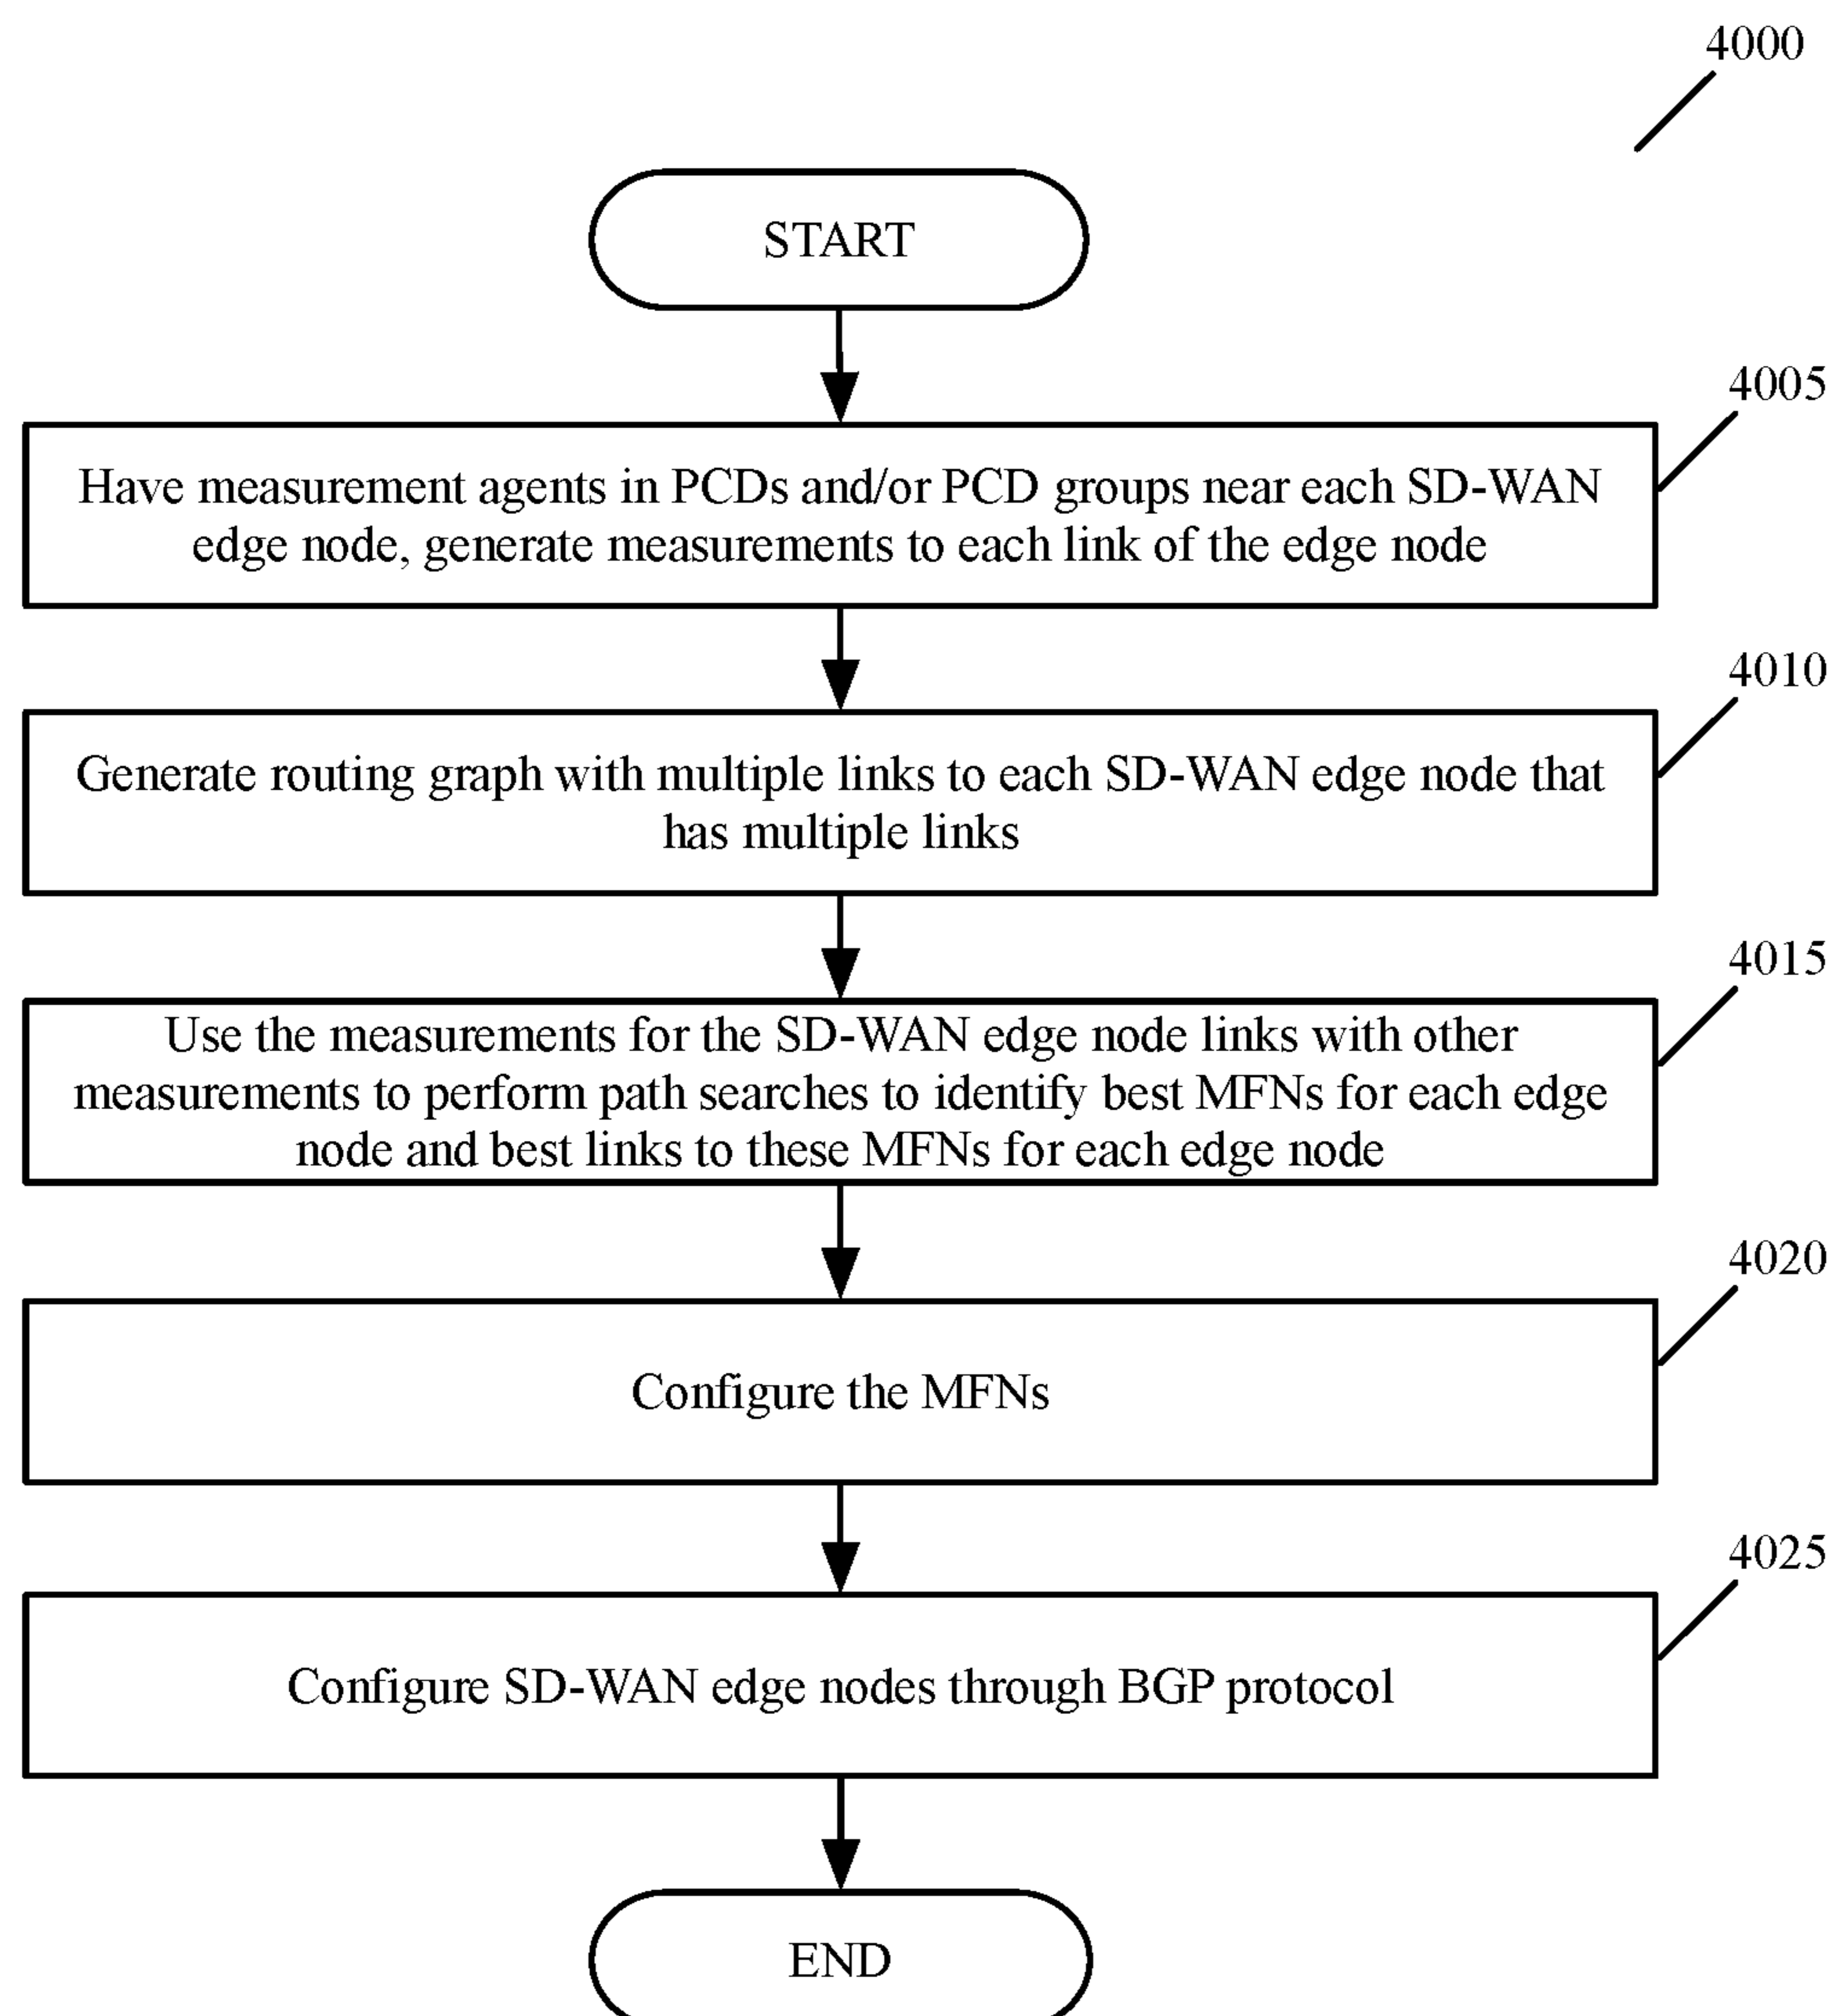 4000
START
4005
Have measurement agents in PCDs and/or PCD groups near each SD-WAN
edge node, generate measurements to each link of the edge node
4010
Generate routing graph with multiple links to each SD-WAN edge node that
has multiple links
4015
Use the measurements for the SD-WAN edge node links with other
measurements to perform path searches to identify best MFNs for each edge
node and best links to these MFNs for each edge node
4020
Configure the MFNs
4025
Configure SD-WAN edge nodes through BGP protocol
END